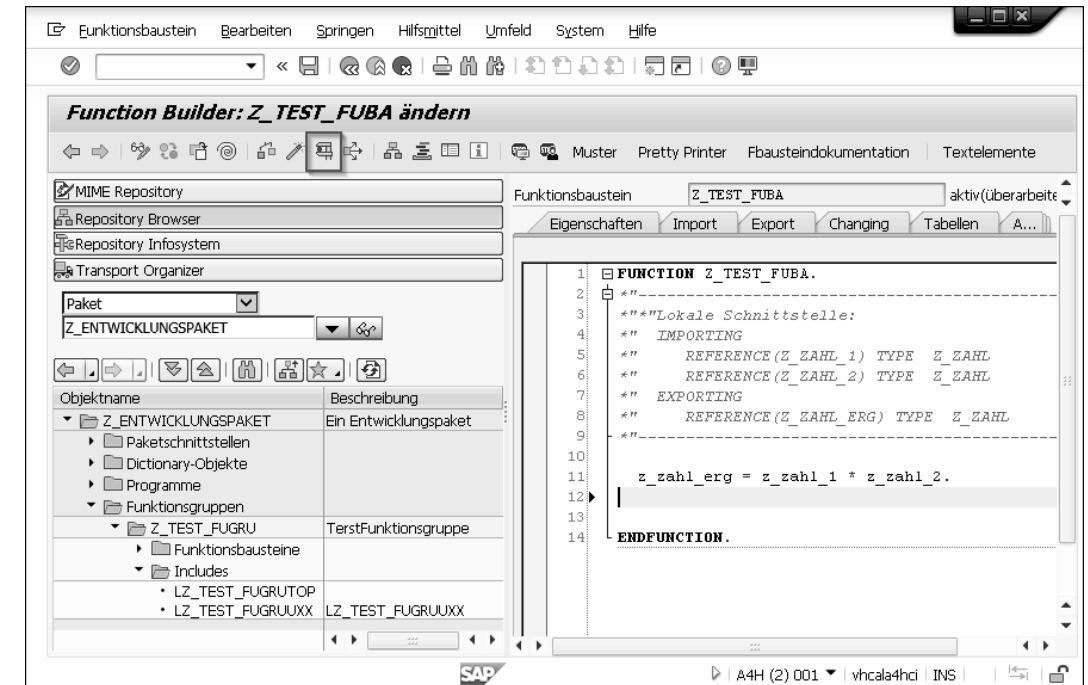 Funktionsbaustein Bearbeiten Springen Hilfsmittel Umfeld System Hilfe
Function Builder: Z_TEST_FUBA ändern
Muster Pretty Printer Fbausteindokumentation Textelemente
MIME Repository
Repository Browser
Repository Infosystem
Transport Organizer
Paket
Z_ENTWICKLUNGSPAKET
Objektname Beschreibung
Z_ENTWICKLUNGSPAKET Ein Entwicklungspaket
Paketschnittstellen
Dictionary-Objekte
Programme
Funktionsgruppen
Z_TEST_FUGRU TerstFunktionsgruppe
Funktionsbausteine
Includes
LZ_TEST_FUGRUTOP
LZ_TEST_FUGRUUXX LZ_TEST_FUGRUUXX
Funktionsbaustein Z_TEST_FUBA aktiv(überarbeite
Eigenschaften Import Export Changing Tabellen A...
1 FUNCTION Z_TEST_FUBA.
2 *"----------------------------------------------------
3 *"*"Lokale Schnittstelle:
4 *" IMPORTING
5 *" REFERENCE(Z_ZAHL_1) TYPE Z_ZAHL
6 *" REFERENCE(Z_ZAHL_2) TYPE Z_ZAHL
7 *" EXPORTING
8 *" REFERENCE(Z_ZAHL_ERG) TYPE Z_ZAHL
9 *"----------------------------------------------------
10
11 z_zahl_erg = z_zahl_1 * z_zahl_2.
12
13
14 ENDFUNCTION.
SAP A4H (2) 001 vhcala4hci INS